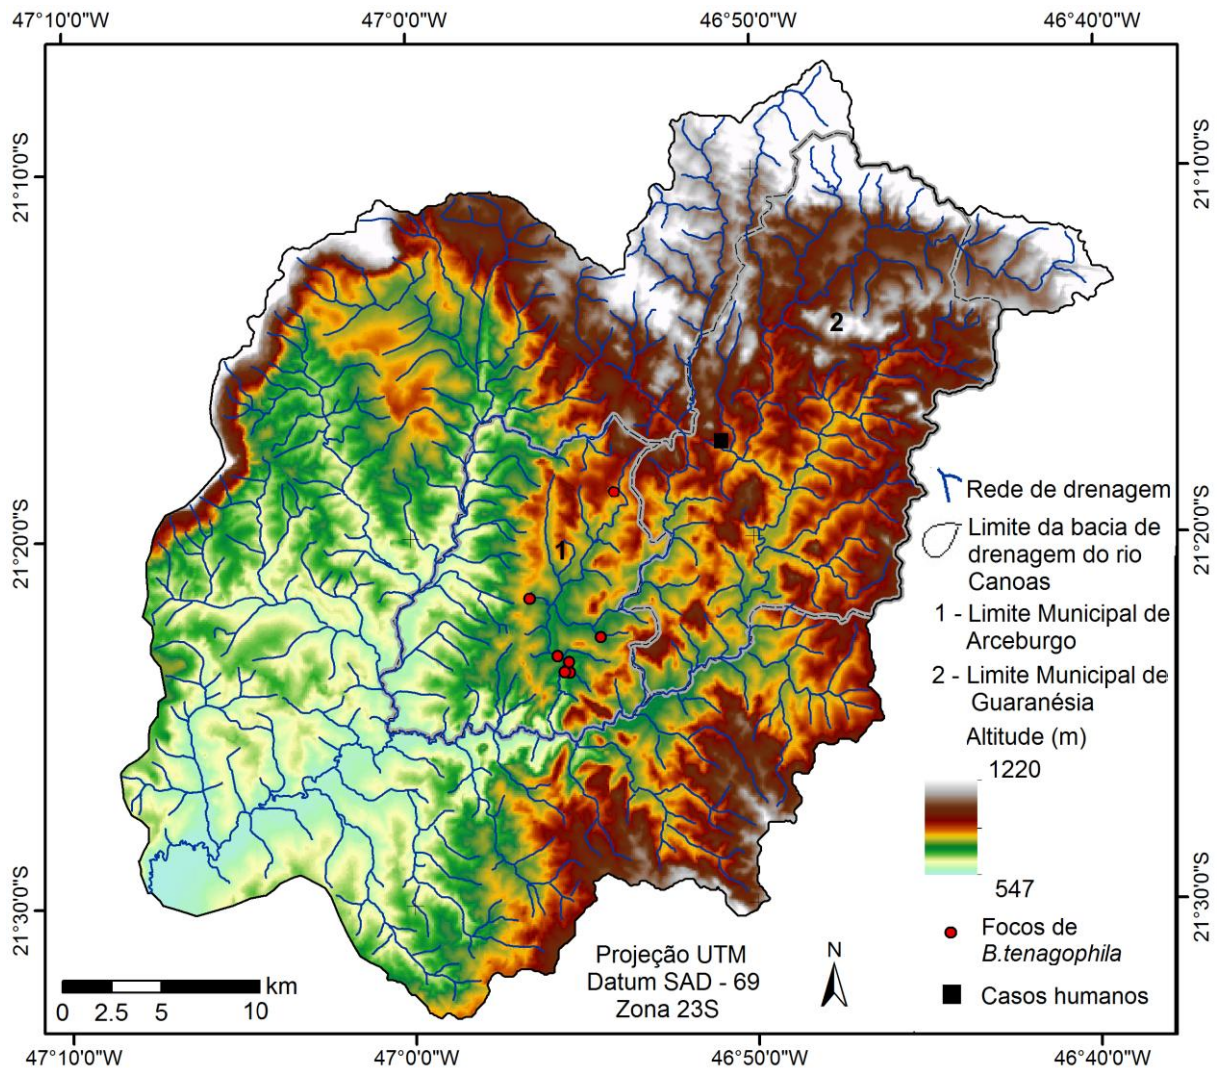 47°10'0"W 47°0'0"W 46°50'0"W 46°40'0"W
21°10'0"S
21°10'0"S
2
Rede de drenagem
Limite da bacia de
drenagem do rio
Canoas
21°20'0"S
21°20'0"S
1
1 - Limite Municipal de
Arceburgo
2 - Limite Municipal de
Guaranésia
Altitude (m)
1220
547
21°30'0"S
21°30'0"S
Focos de
B.tenagophila
Casos humanos
Projeção UTM
Datum SAD - 69
Zona 23S
N
km
0 2.5 5 10
47°10'0"W 47°0'0"W 46°50'0"W 46°40'0"W